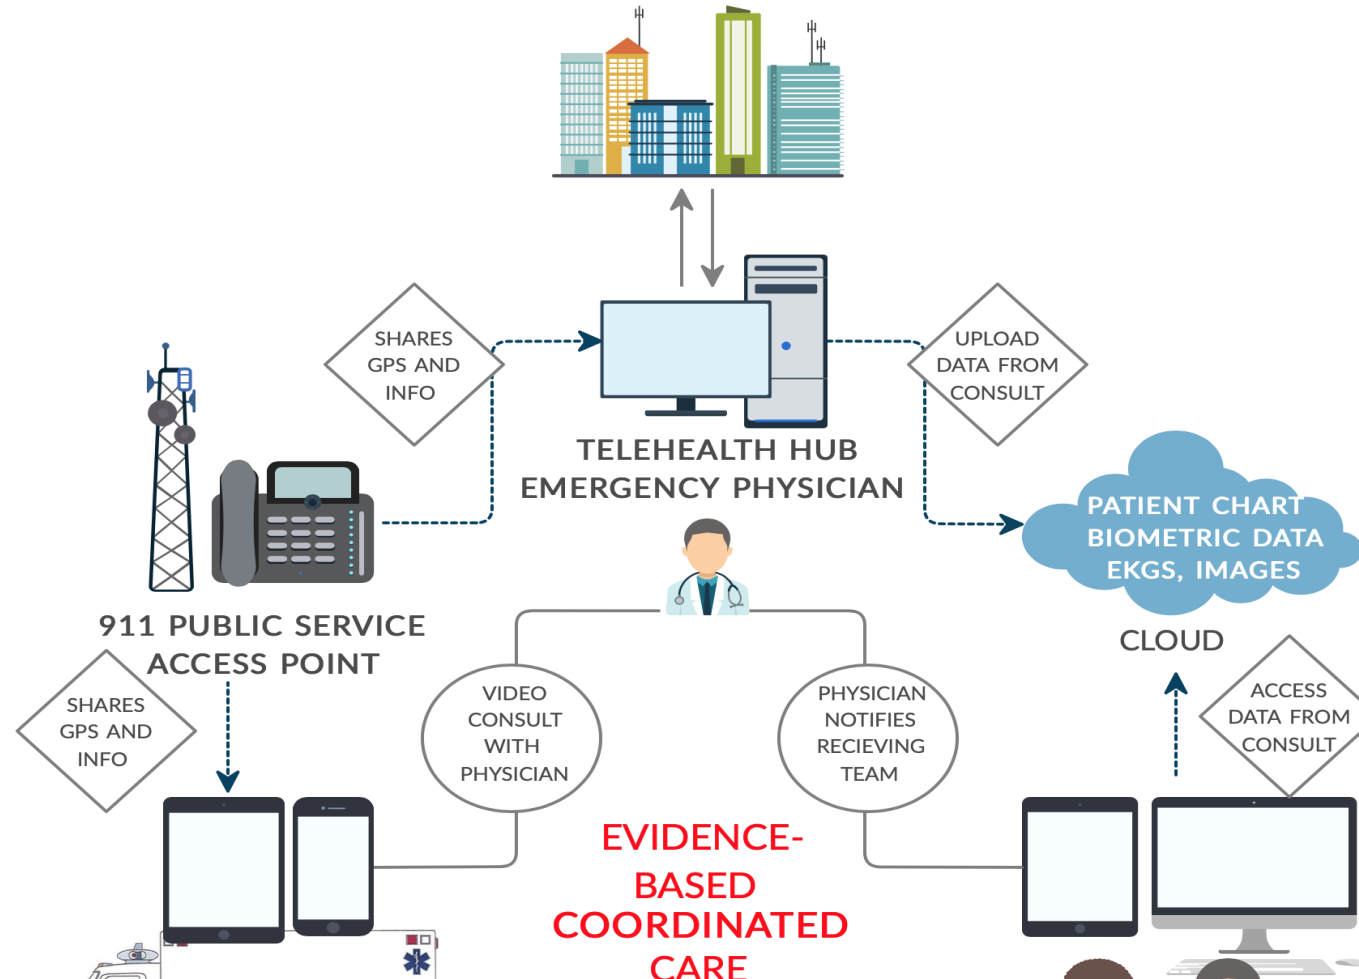 SHARES
GPS AND
INFO
UPLOAD
DATA FROM
CONSULT
TELEHEALTH HUB
EMERGENCY PHYSICIAN
PATIENT CHART
BIOMETRIC DATA
EKGS, IMAGES
CLOUD
911 PUBLIC SERVICE
ACCESS POINT
SHARES
GPS AND
INFO
VIDEO
CONSULT
WITH
PHYSICIAN
PHYSICIAN
NOTIFIES
RECIEVING
TEAM
ACCESS
DATA FROM
CONSULT
EVIDENCE-
BASED
COORDINATED
CARE